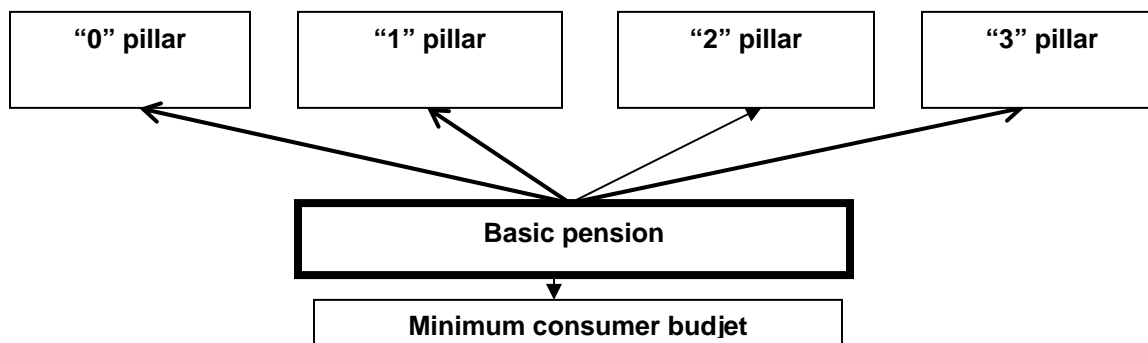 “0” pillar
“1” pillar
“2” pillar
“3” pillar
Basic pension
Minimum consumer budjet